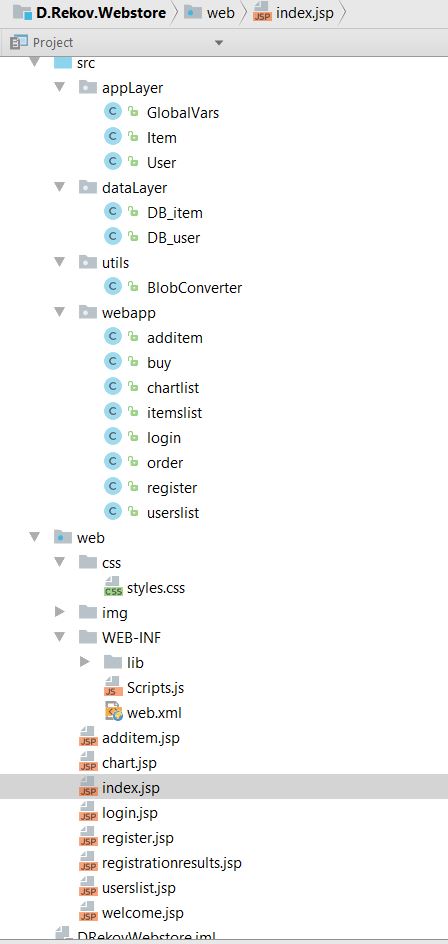 D.Rekov.Webstore web index.jsp
Project
src
appLayer
C GlobalVars
C Item
C User
dataLayer
C DB_item
C DB_user
utils
C BlobConverter
webapp
C additem
C buy
C chartlist
C itemslist
C login
C order
C register
C userslist
web
css
CSS styles.css
img
WEB-INF
lib
JS Scripts.js
web.xml
JSP additem.jsp
JSP chart.jsp
JSP index.jsp
JSP login.jsp
JSP register.jsp
JSP registrationresults.jsp
JSP userslist.jsp
JSP welcome.jsp
DRekovWebstore.iml